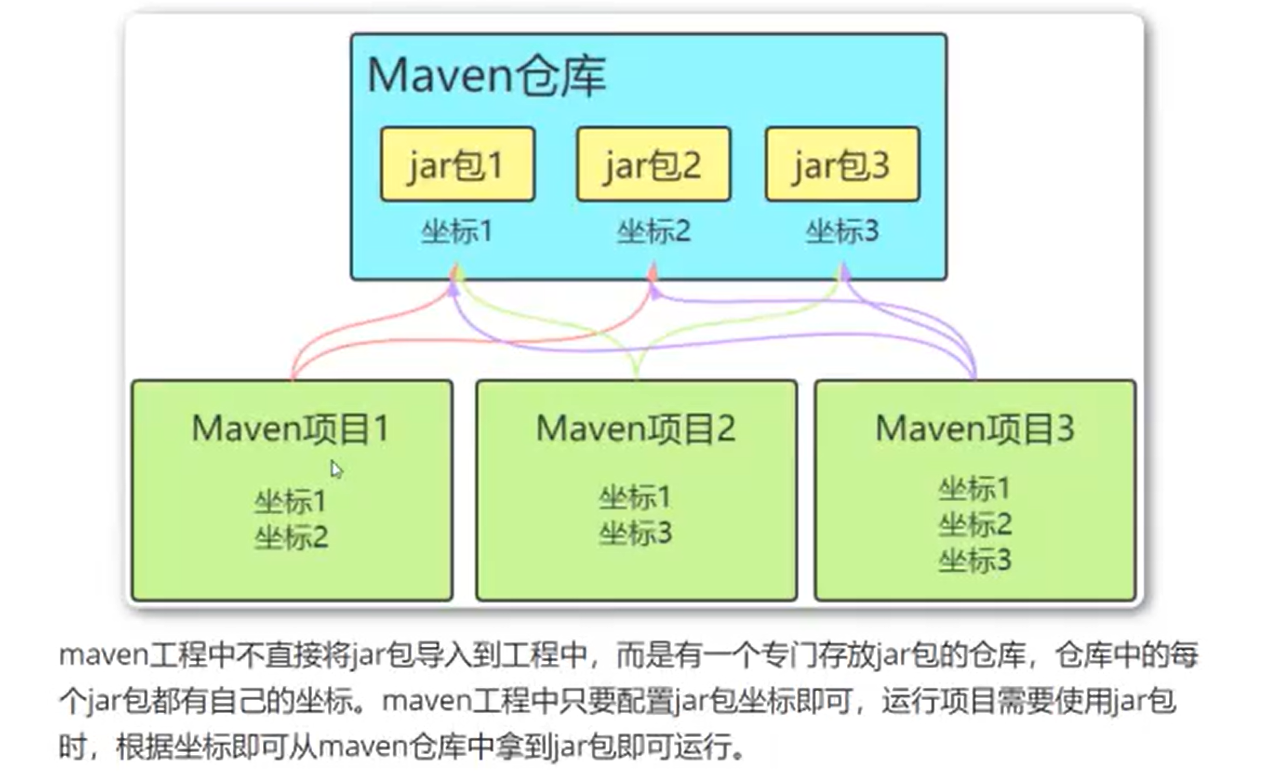 Maven仓库
jar包1
jar包2
jar包3
坐标1
坐标2
坐标3
Maven项目1
坐标1
坐标2
Maven项目2
坐标1
坐标3
Maven项目3
坐标1
坐标2
坐标3
maven工程中不直接将jar包导入到工程中，而是有一个专门存放jar包的仓库，仓库中的每
个jar包都有自己的坐标。maven工程中只要配置jar包坐标即可，运行项目需要使用jar包
时，根据坐标即可从maven仓库中拿到jar包即可运行。